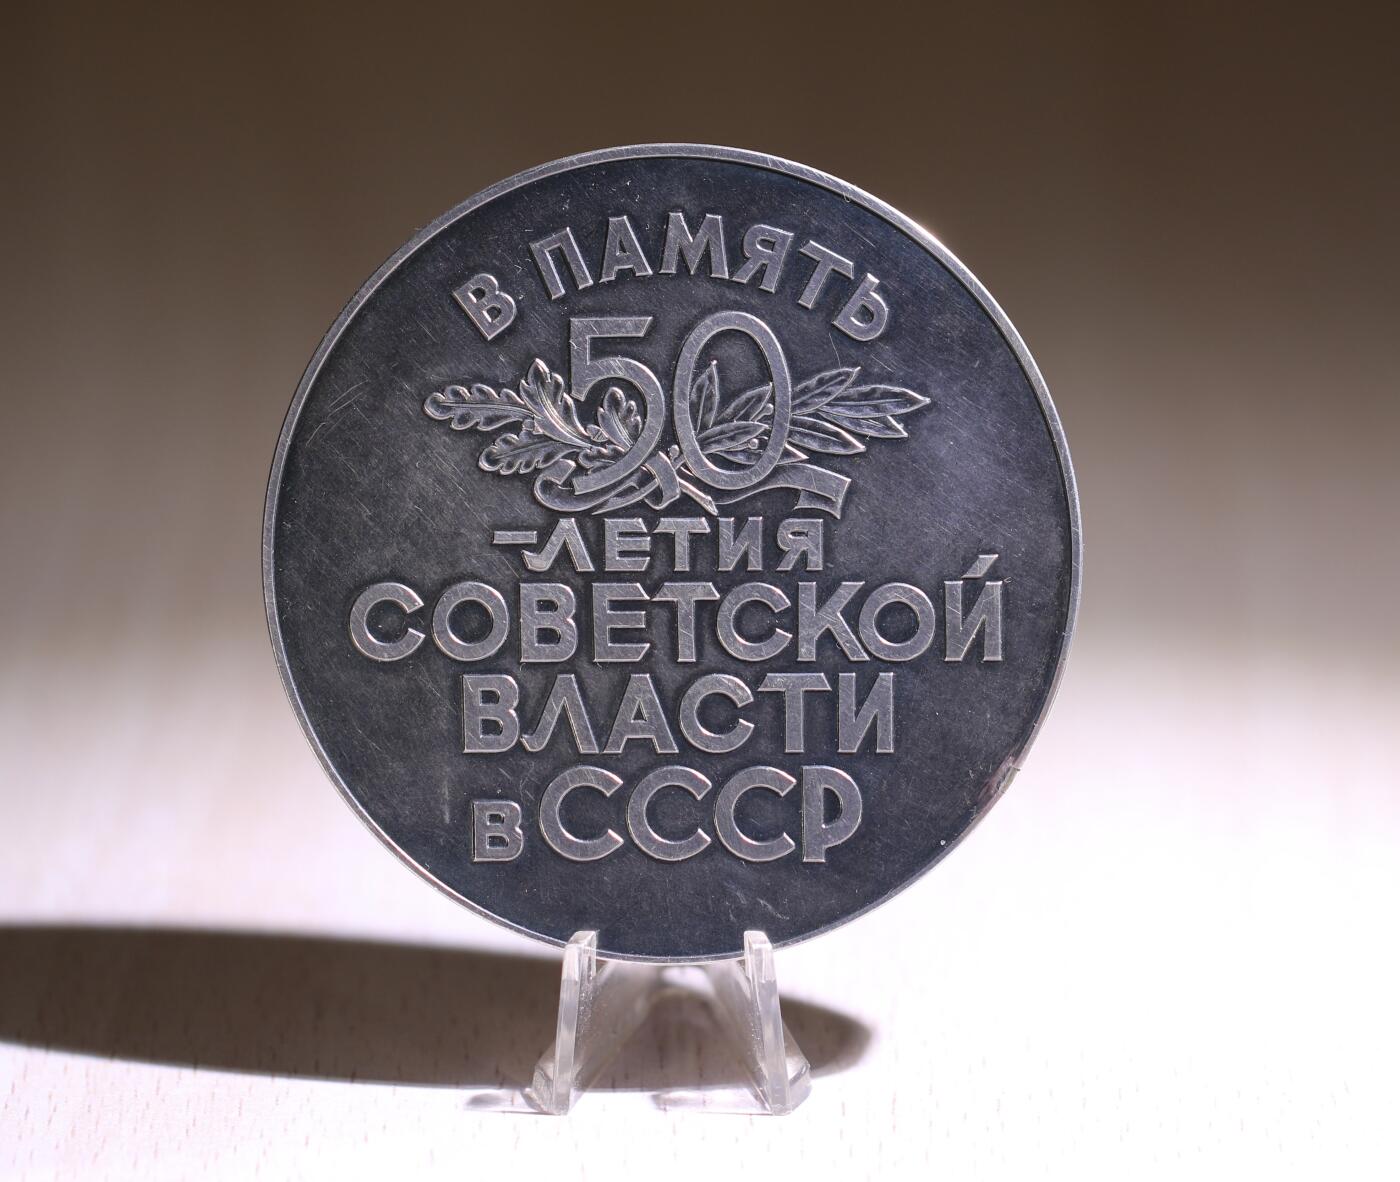 В ПАМЯТЬ
50
-ЛЕТИЯ
СОВЕТСКОЙ
ВЛАСТИ
В СССР